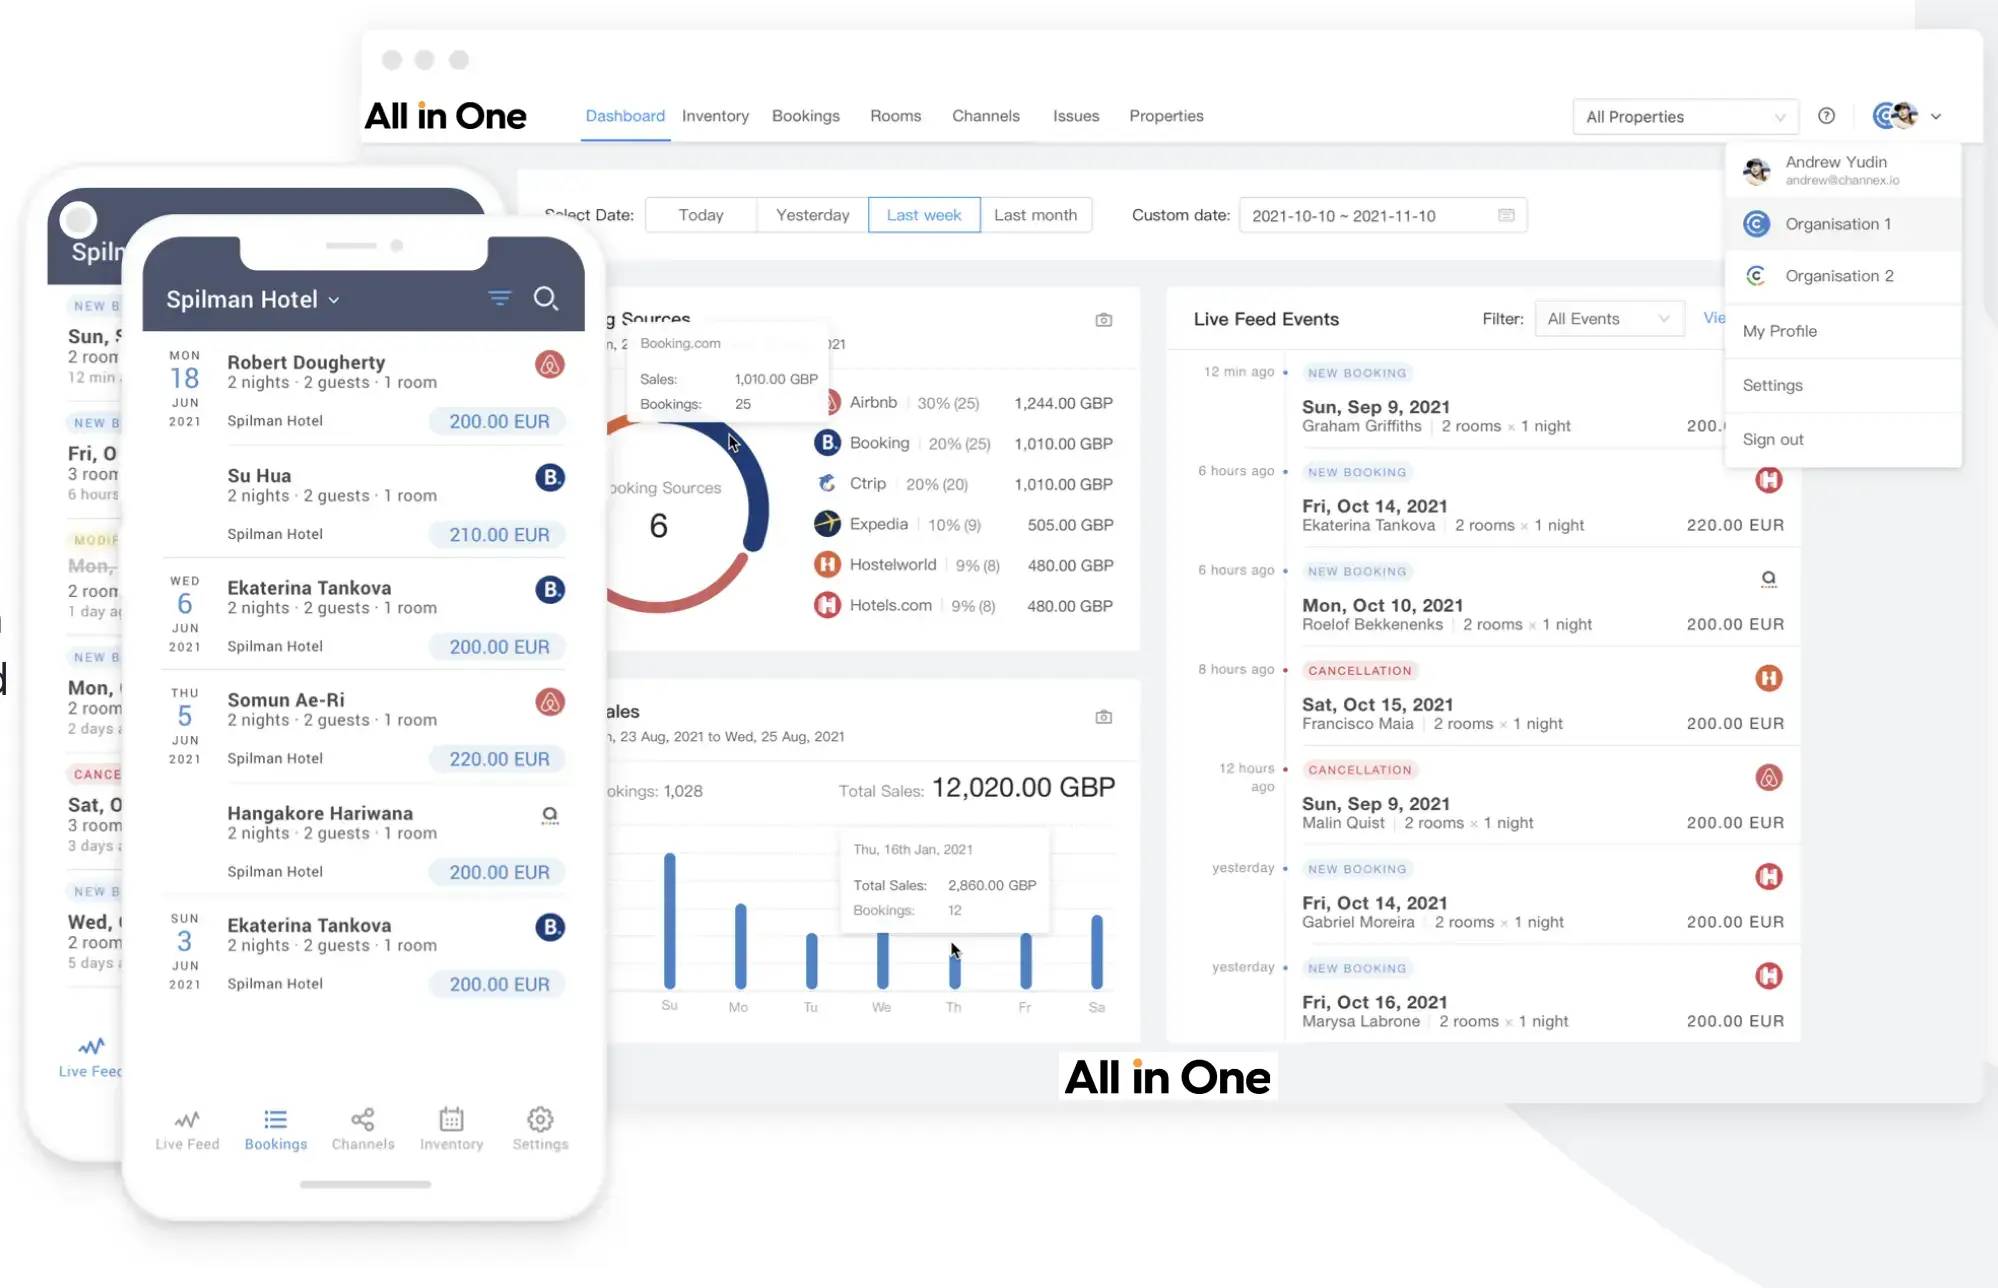 All in One
Dashboard Inventory Bookings Rooms Channels Issues Properties
All Properties
Andrew Yudin
andrew@channex.io
Organisation 1
Organisation 2
My Profile
Settings
Sign out
Select Date: Today Yesterday Last week Last month
Custom date: 2021-10-10 ~ 2021-11-10
g Sources
21
Booking.com
Sales: 1,010.00 GBP
Bookings: 25
ooking Sources
6
Airbnb 30% (25) 1,244.00 GBP
B. Booking 20% (25) 1,010.00 GBP
Ctrip 20% (20) 1,010.00 GBP
Expedia 10% (9) 505.00 GBP
H Hostelworld 9% (8) 480.00 GBP
H Hotels.com 9% (8) 480.00 GBP
ales
, 23 Aug, 2021 to Wed, 25 Aug, 2021
okings: 1,028
Total Sales: 12,020.00 GBP
Thu, 16th Jan, 2021
Total Sales: 2,860.00 GBP
Bookings: 12
Su Mo Tu We Th Fr Sa
Live Feed Events
Filter: All Events
Vie
12 min ago
NEW BOOKING
Sun, Sep 9, 2021
Graham Griffiths 2 rooms × 1 night
200.
6 hours ago
NEW BOOKING
Fri, Oct 14, 2021
Ekaterina Tankova 2 rooms × 1 night
220.00 EUR
6 hours ago
NEW BOOKING
Mon, Oct 10, 2021
Roelof Bekkenenks 2 rooms × 1 night
200.00 EUR
8 hours ago
CANCELLATION
Sat, Oct 15, 2021
Francisco Maia 2 rooms × 1 night
200.00 EUR
12 hours ago
CANCELLATION
Sun, Sep 9, 2021
Malin Quist 2 rooms × 1 night
200.00 EUR
yesterday
NEW BOOKING
Fri, Oct 14, 2021
Gabriel Moreira 2 rooms × 1 night
200.00 EUR
yesterday
NEW BOOKING
Fri, Oct 16, 2021
Marysa Labrone 2 rooms × 1 night
200.00 EUR
All in One
Spiln
NEW B
Sun, S
2 room
12 min
NEW B
Fri, O
3 room
6 hours
MODIF
Mon,
2 room
1 day ag
NEW B
Mon,
2 room
2 days a
CANCE
Sat, O
3 room
3 days a
NEW B
Wed,
2 room
5 days a
Live Feed
Spilman Hotel
MON 18 JUN 2021
Robert Dougherty
2 nights · 2 guests · 1 room
Spilman Hotel 200.00 EUR
Su Hua
B.
2 nights · 2 guests · 1 room
Spilman Hotel 210.00 EUR
WED 6 JUN 2021
Ekaterina Tankova
B.
2 nights · 2 guests · 1 room
Spilman Hotel 200.00 EUR
THU 5 JUN 2021
Somun Ae-Ri
2 nights · 2 guests · 1 room
Spilman Hotel 220.00 EUR
Hangakore Hariwana
2 nights · 2 guests · 1 room
Spilman Hotel 200.00 EUR
SUN 3 JUN 2021
Ekaterina Tankova
B.
2 nights · 2 guests · 1 room
Spilman Hotel 200.00 EUR
Live Feed Bookings Channels Inventory Settings